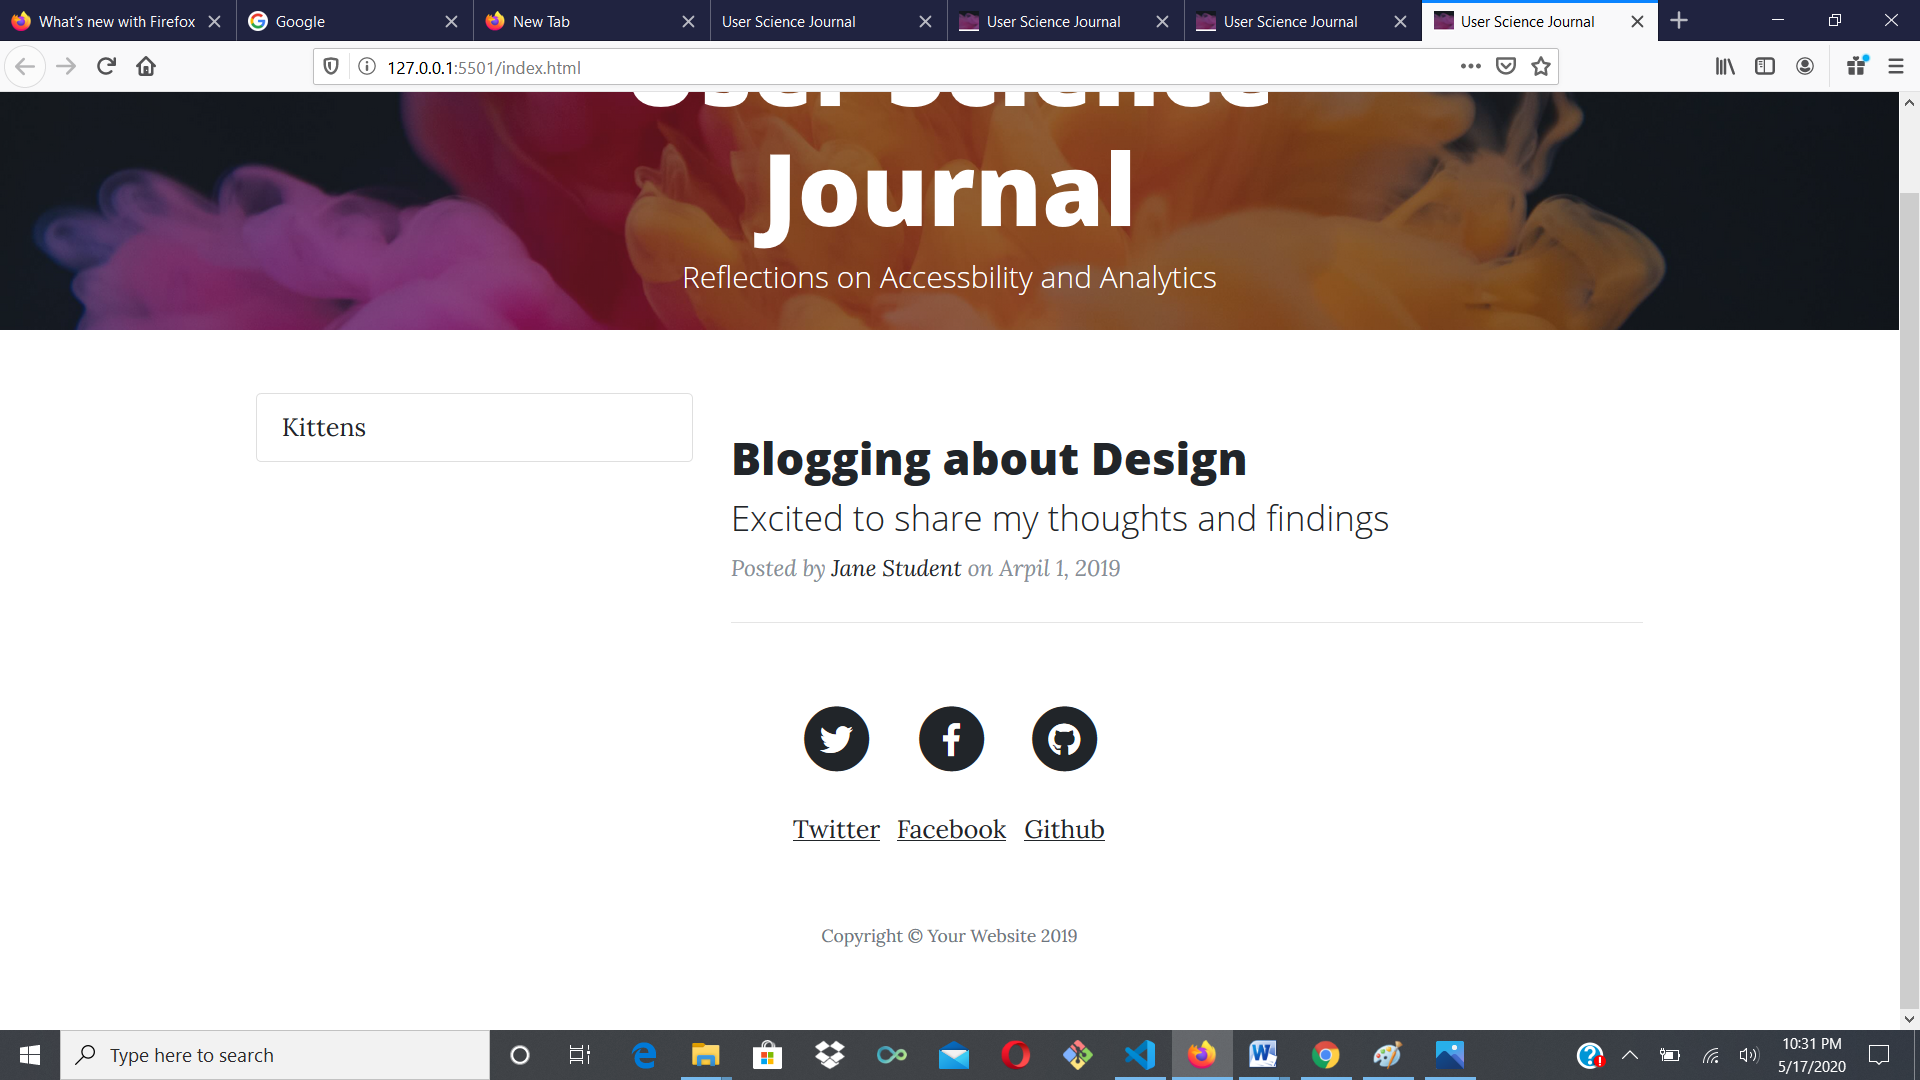 What's new with Firefox
Google
New Tab
User Science Journal
User Science Journal
User Science Journal
User Science Journal
127.0.0.1:5501/index.html
User Science
Journal
Reflections on Accessbility and Analytics
Kittens
Blogging about Design
Excited to share my thoughts and findings
Posted by Jane Student on Arpil 1, 2019
Twitter Facebook Github
Copyright © Your Website 2019
Type here to search
10:31 PM
5/17/2020